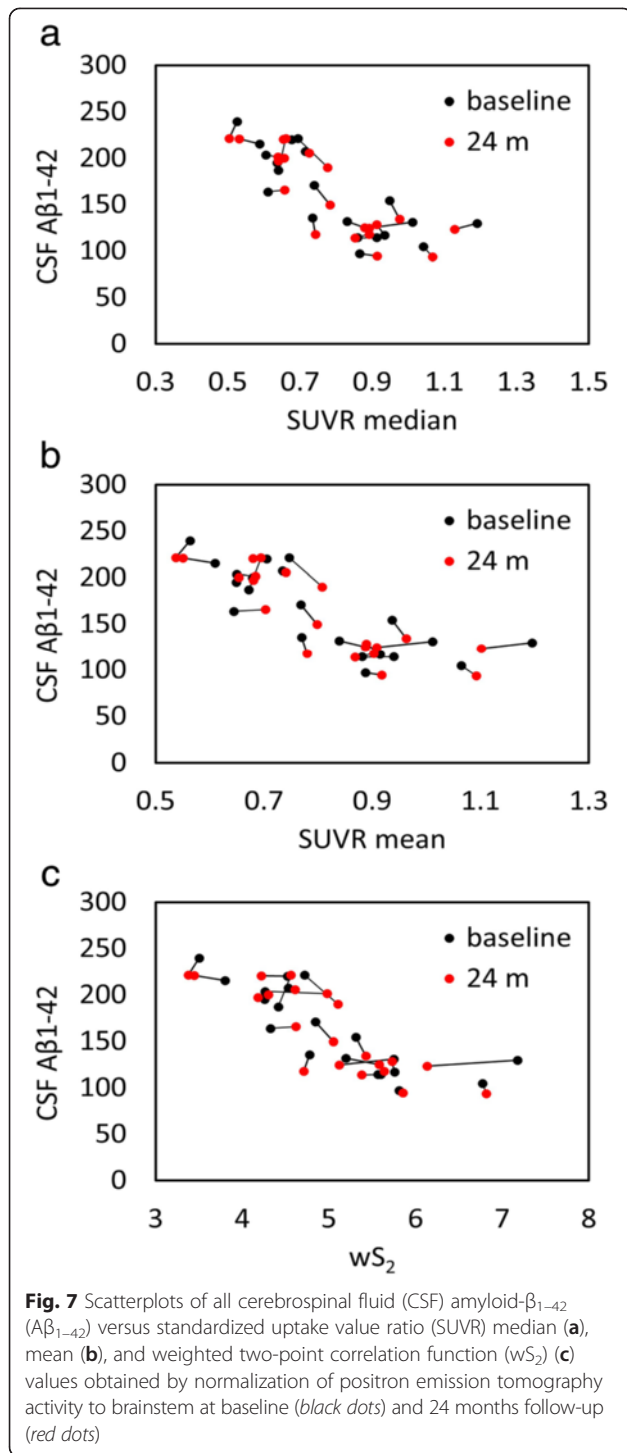 a
300
250
200
150
100
50
0
CSF Aβ1-42
baseline
24 m
0.3 0.5 0.7 0.9 1.1 1.3 1.5
SUVR median
b
300
250
200
150
100
50
0
CSF Aβ1-42
baseline
24 m
0.5 0.7 0.9 1.1 1.3
SUVR mean
c
300
250
200
150
100
50
0
CSF Aβ1-42
baseline
24 m
3 4 5 6 7 8
wS₂
Fig. 7 Scatterplots of all cerebrospinal fluid (CSF) amyloid-β₁₋₄₂
(Aβ₁₋₄₂) versus standardized uptake value ratio (SUVR) median (a),
mean (b), and weighted two-point correlation function (wS₂) (c)
values obtained by normalization of positron emission tomography
activity to brainstem at baseline (black dots) and 24 months follow-up
(red dots)